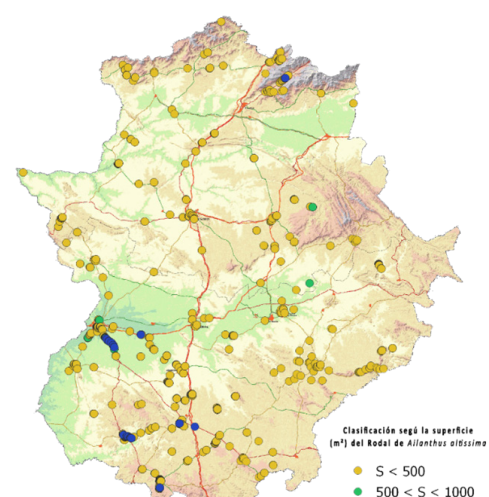 Clasificación segú la superficie
(m²) del Rodal de Ailanthus altissima
S < 500
500 < S < 1000